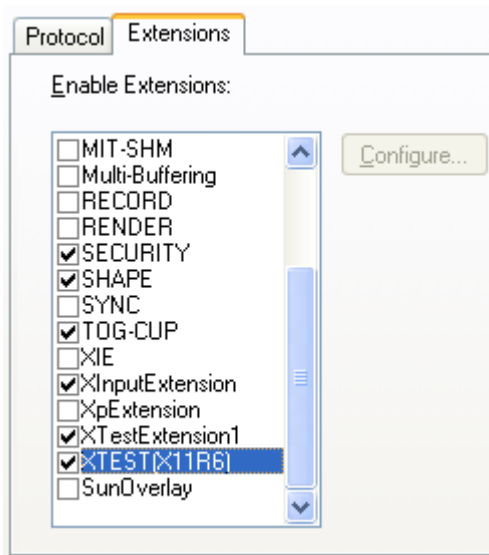 Protocol Extensions
Enable Extensions:
MIT-SHM
Configure...
Multi-Buffering
RECORD
RENDER
SECURITY
SHAPE
SYNC
TOG-CUP
XIE
XInputExtension
XpExtension
XTestExtension1
XTEST(X11R6)
SunOverlay